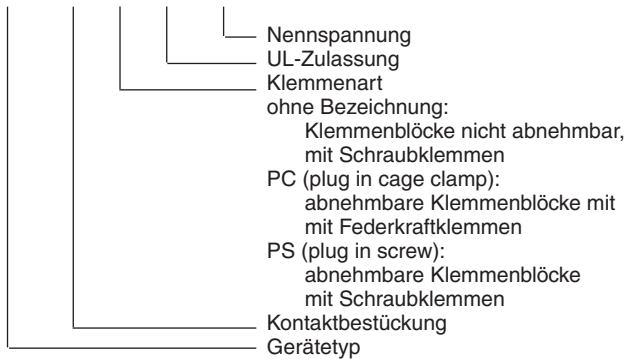 Nennspannung
UL-Zulassung
Klemmenart
ohne Bezeichnung:
Klemmenblöcke nicht abnehmbar,
mit Schraubklemmen
PC (plug in cage clamp):
abnehmbare Klemmenblöcke mit
mit Federkraftklemmen
PS (plug in screw):
abnehmbare Klemmenblöcke
mit Schraubklemmen
Kontaktbestückung
Gerätetyp